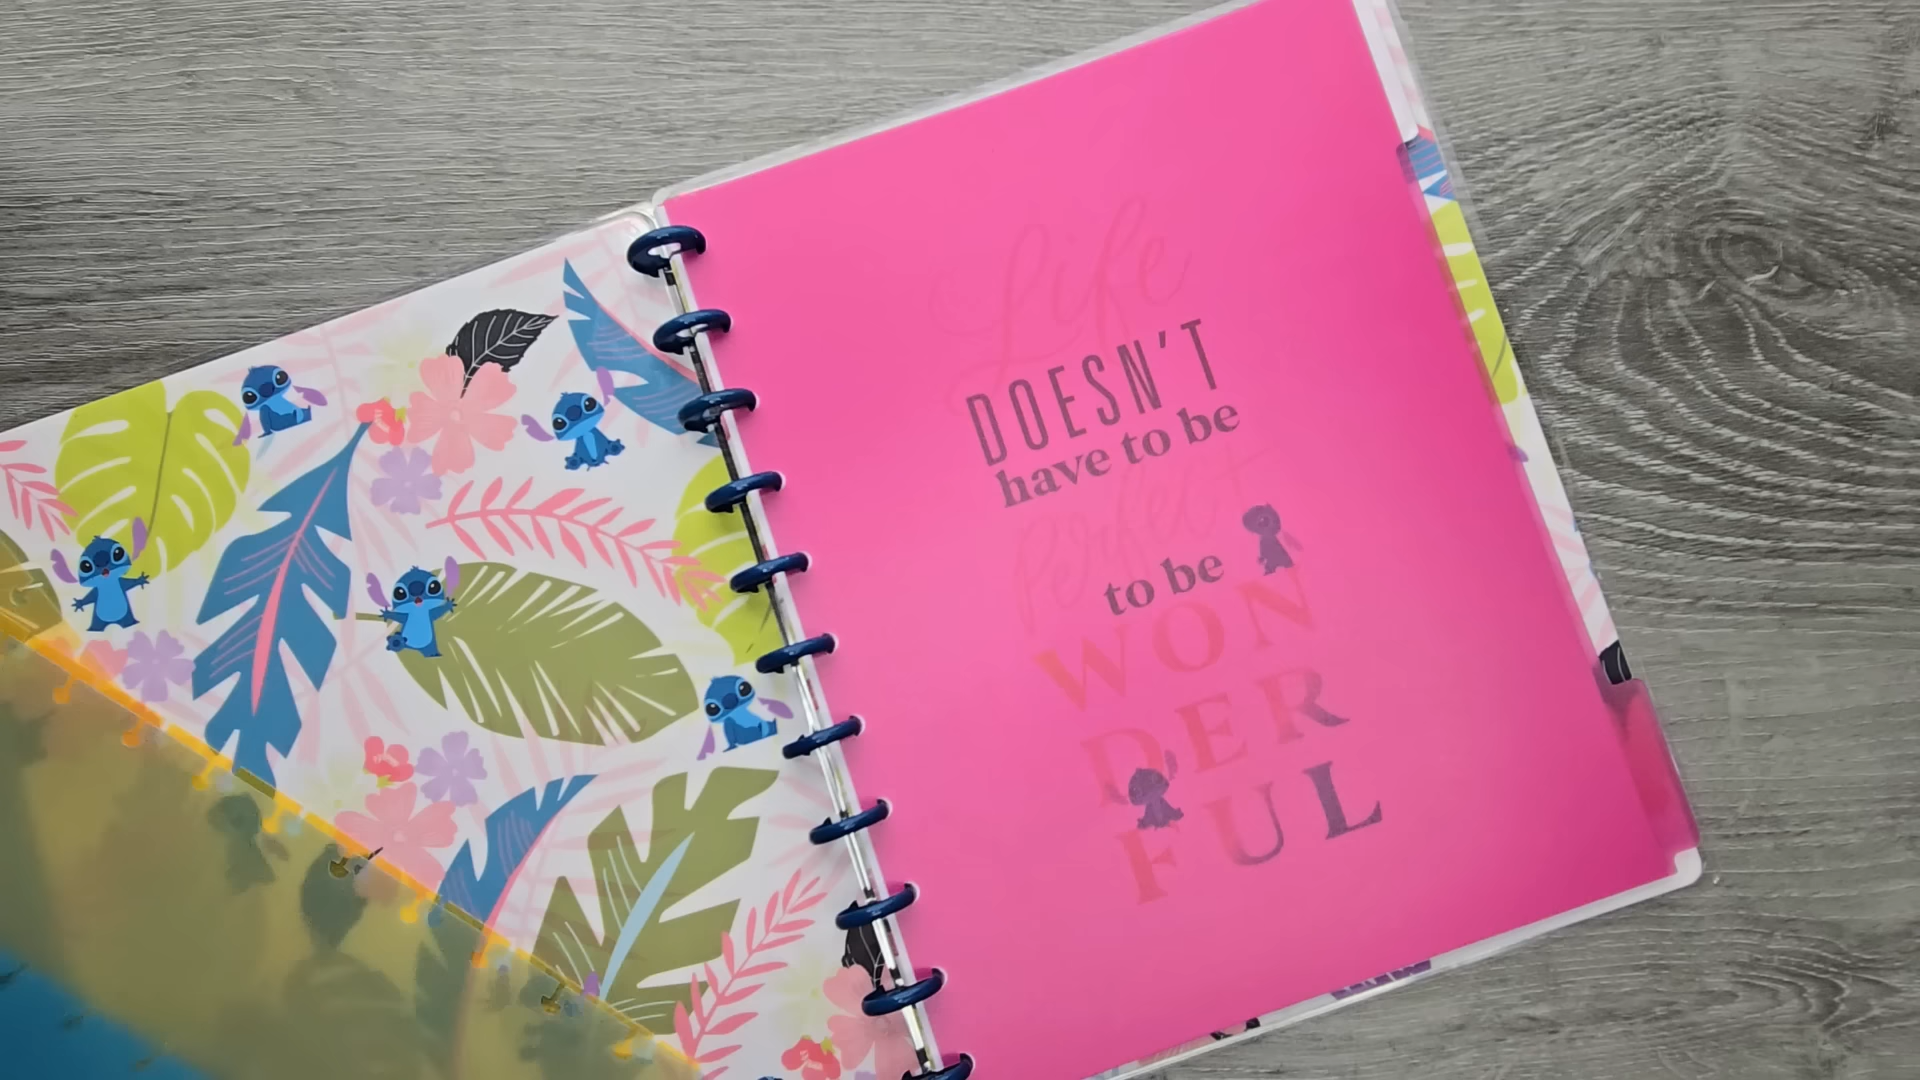 Life
DOESN'T
have to be
Perfect
to be
WON
DER
FUL